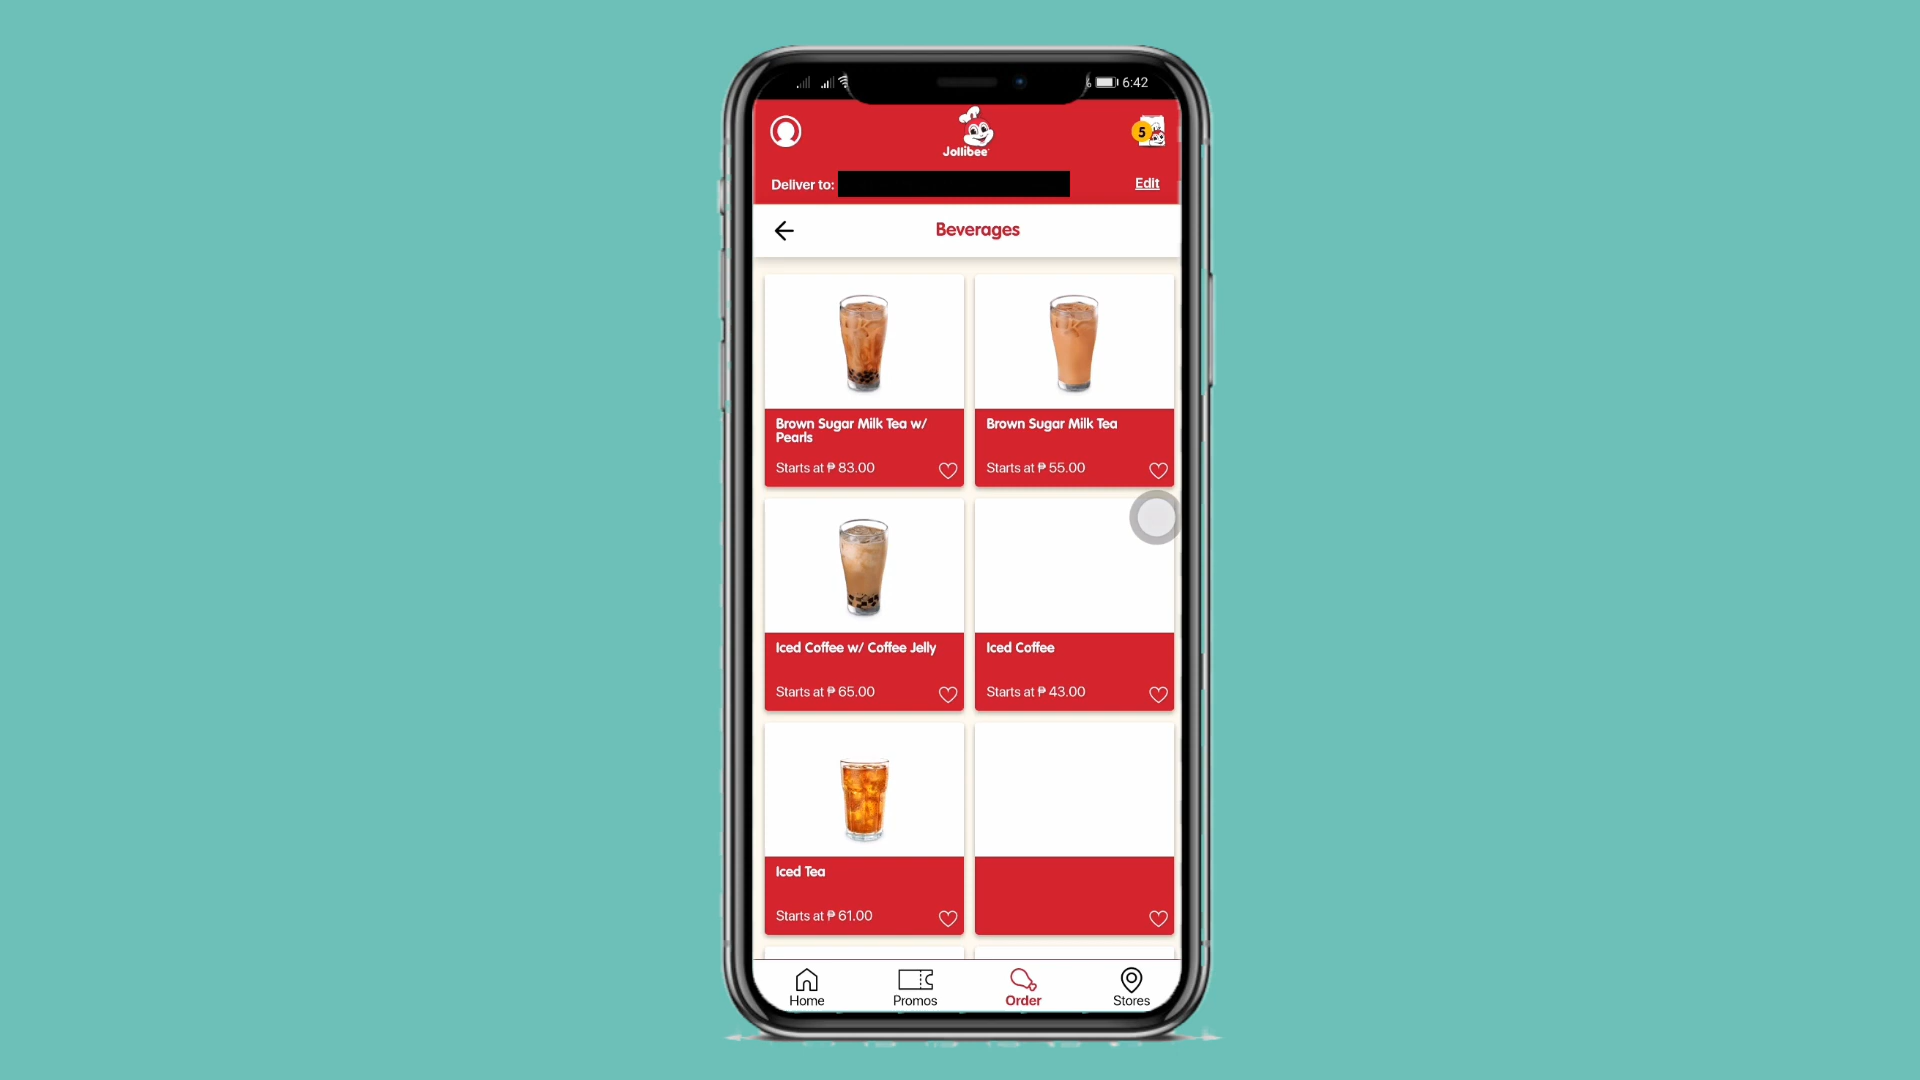 6:42
Jollibee
5
Deliver to:
Edit
Beverages
Brown Sugar Milk Tea w/
Pearls
Starts at ₱ 83.00
Brown Sugar Milk Tea
Starts at ₱ 55.00
Iced Coffee w/ Coffee Jelly
Starts at ₱ 65.00
Iced Coffee
Starts at ₱ 43.00
Iced Tea
Starts at ₱ 61.00
Home
Promos
Order
Stores